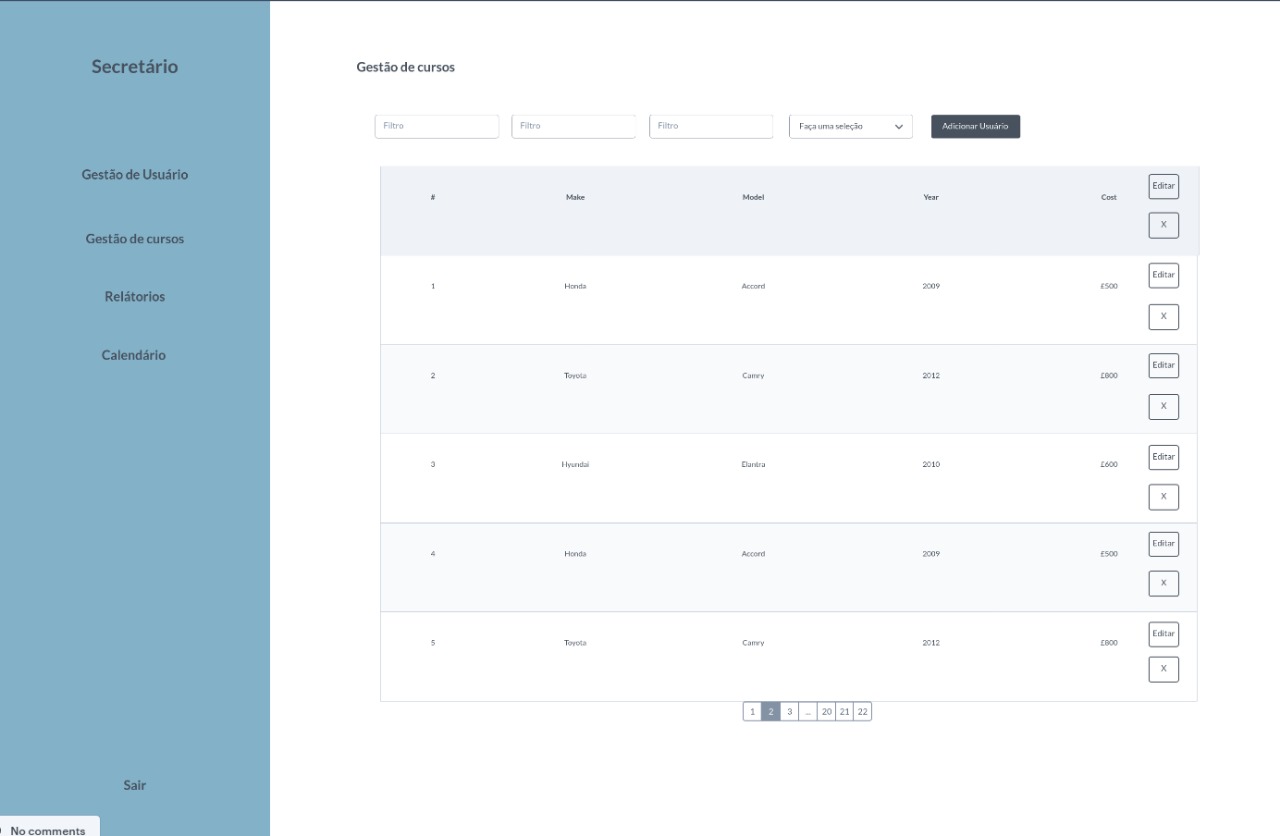 Secretário
Gestão de Usuário
Gestão de cursos
Relátorios
Calendário
Sair
No comments
Gestão de cursos
Filtro Filtro Filtro Faça uma seleção Adicionar Usuário
# Make Model Year Cost Editar
X
1 Honda Accord 2009 £500 Editar
X
2 Toyota Camry 2012 £800 Editar
X
3 Hyundai Elantra 2010 £600 Editar
X
4 Honda Accord 2009 £500 Editar
X
5 Toyota Camry 2012 £800 Editar
X
1 2 3 ... 20 21 22